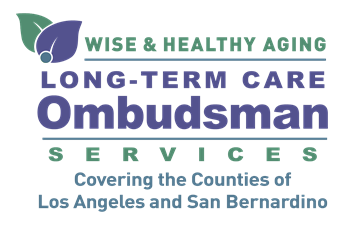 WISE & HEALTHY AGING
LONG-TERM CARE
Ombudsman
SERVICES
Covering the Counties of
Los Angeles and San Bernardino